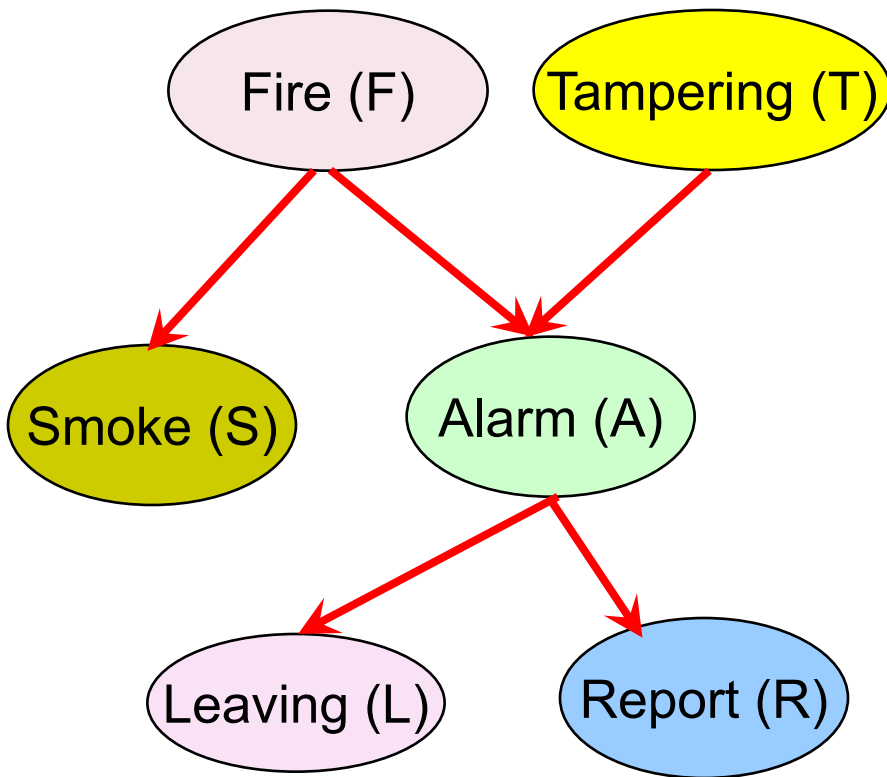 Fire (F)
Tampering (T)
Smoke (S)
Alarm (A)
Leaving (L)
Report (R)